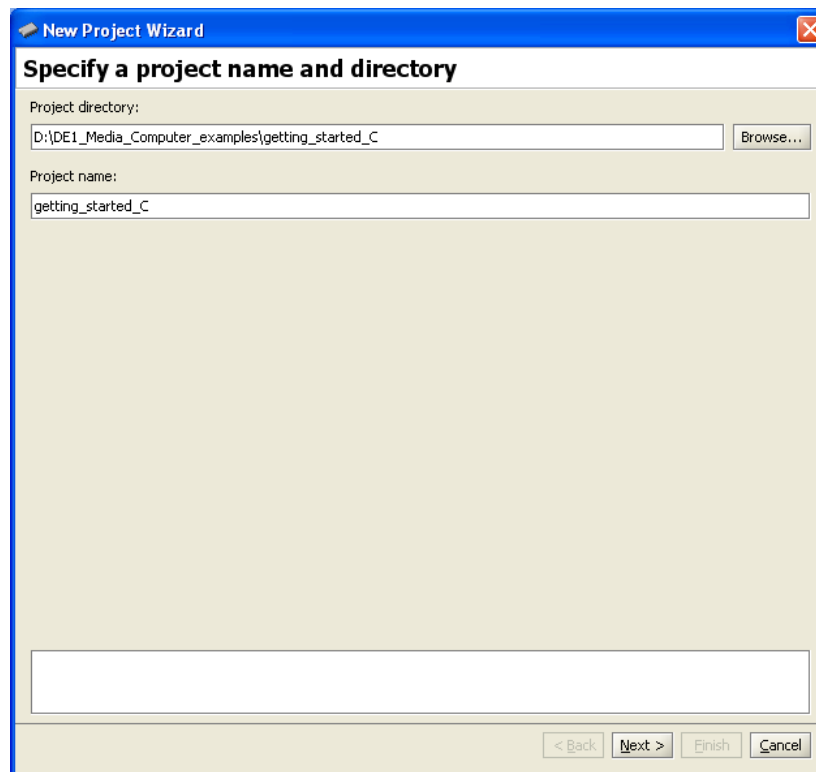 New Project Wizard
Specify a project name and directory
Project directory:
D:\DE1_Media_Computer_examples\getting_started_C
Browse...
Project name:
getting_started_C
< Back
Next >
Finish
Cancel